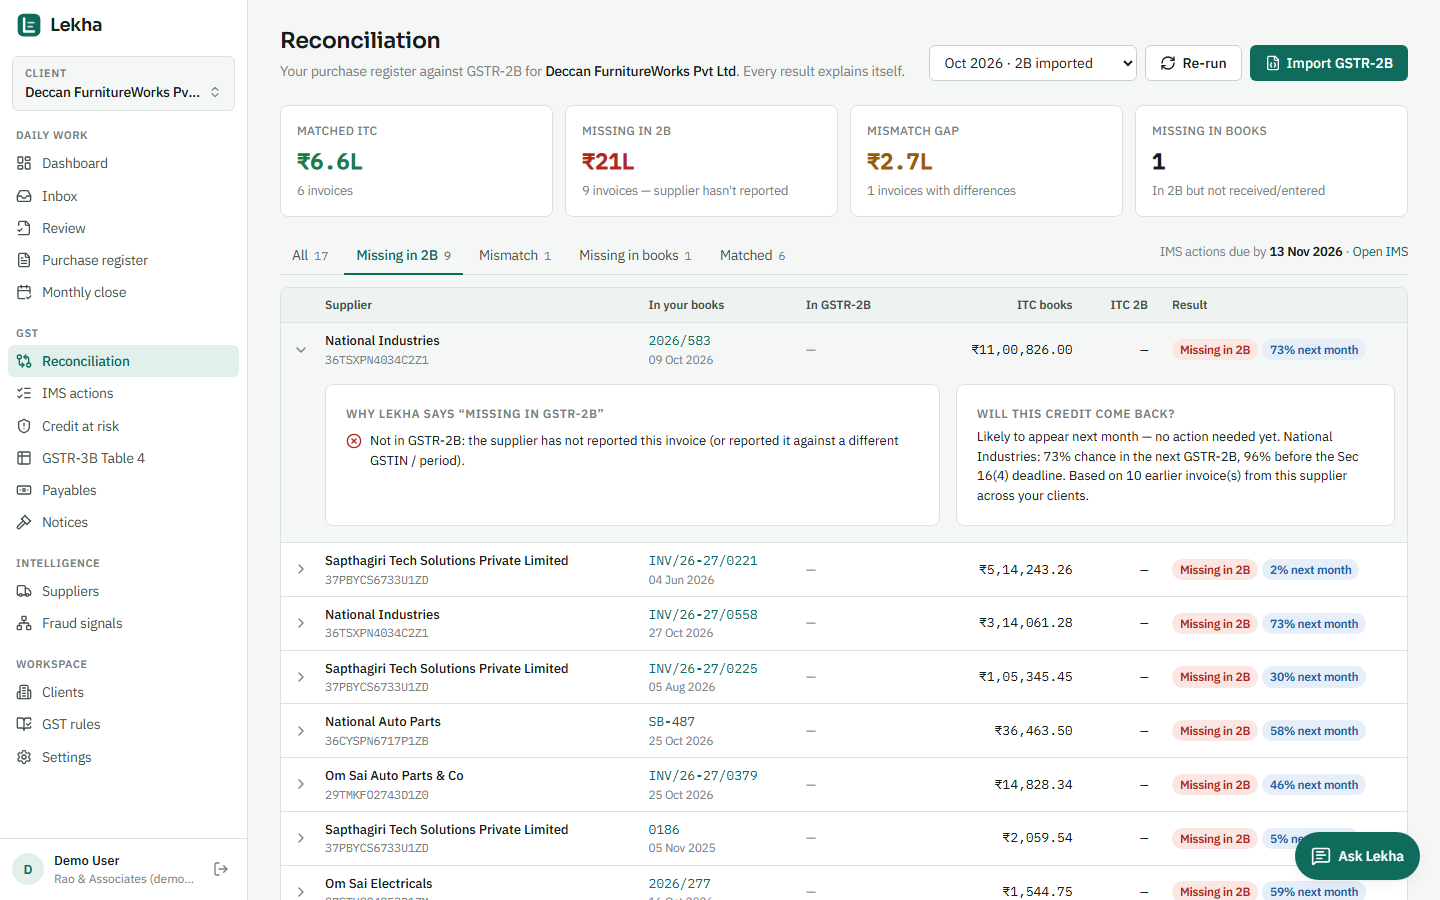 Lekha
CLIENT
Deccan FurnitureWorks Pv...
DAILY WORK
Dashboard
Inbox
Review
Purchase register
Monthly close
GST
Reconciliation
IMS actions
Credit at risk
GSTR-3B Table 4
Payables
Notices
INTELLIGENCE
Suppliers
Fraud signals
WORKSPACE
Clients
GST rules
Settings
D
Demo User
Rao & Associates (demo...
Reconciliation
Your purchase register against GSTR-2B for Deccan FurnitureWorks Pvt Ltd. Every result explains itself.
Oct 2026 · 2B imported
Re-run
Import GSTR-2B
MATCHED ITC
₹6.6L
6 invoices
MISSING IN 2B
₹21L
9 invoices — supplier hasn't reported
MISMATCH GAP
₹2.7L
1 invoices with differences
MISSING IN BOOKS
1
In 2B but not received/entered
All 17 Missing in 2B 9 Mismatch 1 Missing in books 1 Matched 6
IMS actions due by 13 Nov 2026 · Open IMS
Supplier In your books In GSTR-2B ITC books ITC 2B Result
National Industries 2026/583 — ₹11,00,826.00 — Missing in 2B 73% next month
36TSXPN4034C2Z1 09 Oct 2026
WHY LEKHA SAYS “MISSING IN GSTR-2B”
Not in GSTR-2B: the supplier has not reported this invoice (or reported it against a different
GSTIN / period).
WILL THIS CREDIT COME BACK?
Likely to appear next month — no action needed yet. National
Industries: 73% chance in the next GSTR-2B, 96% before the Sec
16(4) deadline. Based on 10 earlier invoice(s) from this supplier
across your clients.
Sapthagiri Tech Solutions Private Limited INV/26-27/0221 — ₹5,14,243.26 — Missing in 2B 2% next month
37PBYCS6733U1ZD 04 Jun 2026
National Industries INV/26-27/0558 — ₹3,14,061.28 — Missing in 2B 73% next month
36TSXPN4034C2Z1 27 Oct 2026
Sapthagiri Tech Solutions Private Limited INV/26-27/0225 — ₹1,05,345.45 — Missing in 2B 30% next month
37PBYCS6733U1ZD 05 Aug 2026
National Auto Parts SB-487 — ₹36,463.50 — Missing in 2B 58% next month
36CYSPN6717P1ZB 25 Oct 2026
Om Sai Auto Parts & Co INV/26-27/0379 — ₹14,828.34 — Missing in 2B 46% next month
29TMKFO2743D1Z0 25 Oct 2026
Sapthagiri Tech Solutions Private Limited 0186 — ₹2,059.54 — Missing in 2B 5% ne
37PBYCS6733U1ZD 05 Nov 2025
Om Sai Electricals 2026/277 — ₹1,544.75 — Missing in 2B 59% next month
Ask Lekha